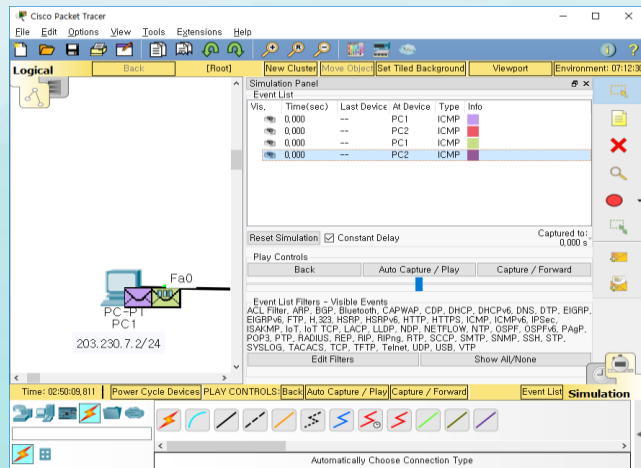 Cisco Packet Tracer
File Edit Options View Tools Extensions Help
Logical Back [Root] New Cluster Move Object Set Tiled Background Viewport Environment: 07:12:30
Simulation Panel
Event List
Vis. Time(sec) Last Device At Device Type Info
0,000 -- PC1 ICMP
0,000 -- PC2 ICMP
0,000 -- PC1 ICMP
0,000 -- PC2 ICMP
Reset Simulation Constant Delay Captured to:
0,000 s
Play Controls
Back Auto Capture / Play Capture / Forward
Event List Filters - Visible Events
ACL Filter, ARP, BGP, Bluetooth, CAPWAP, CDP, DHCP, DHCPv6, DNS, DTP, EIGRP,
EIGRPv6, FTP, H,323, HSRP, HSRPv6, HTTP, HTTPS, ICMP, ICMPv6, IPSec,
ISAKMP, IoT, IoT TCP, LACP, LLDP, NDP, NETFLOW, NTP, OSPF, OSPFv6, PAgP,
POP3, PTP, RADIUS, REP, RIP, RIPng, RTP, SCCP, SMTP, SNMP, SSH, STP,
SYSLOG, TACACS, TCP, TFTP, Telnet, UDP, USB, VTP
Edit Filters Show All/None
Fa0
PC-PT
PC1
203.230.7.2/24
Time: 02:50:09,811 Power Cycle Devices PLAY CONTROLS: Back Auto Capture / Play Capture / Forward Event List Simulation
Automatically Choose Connection Type